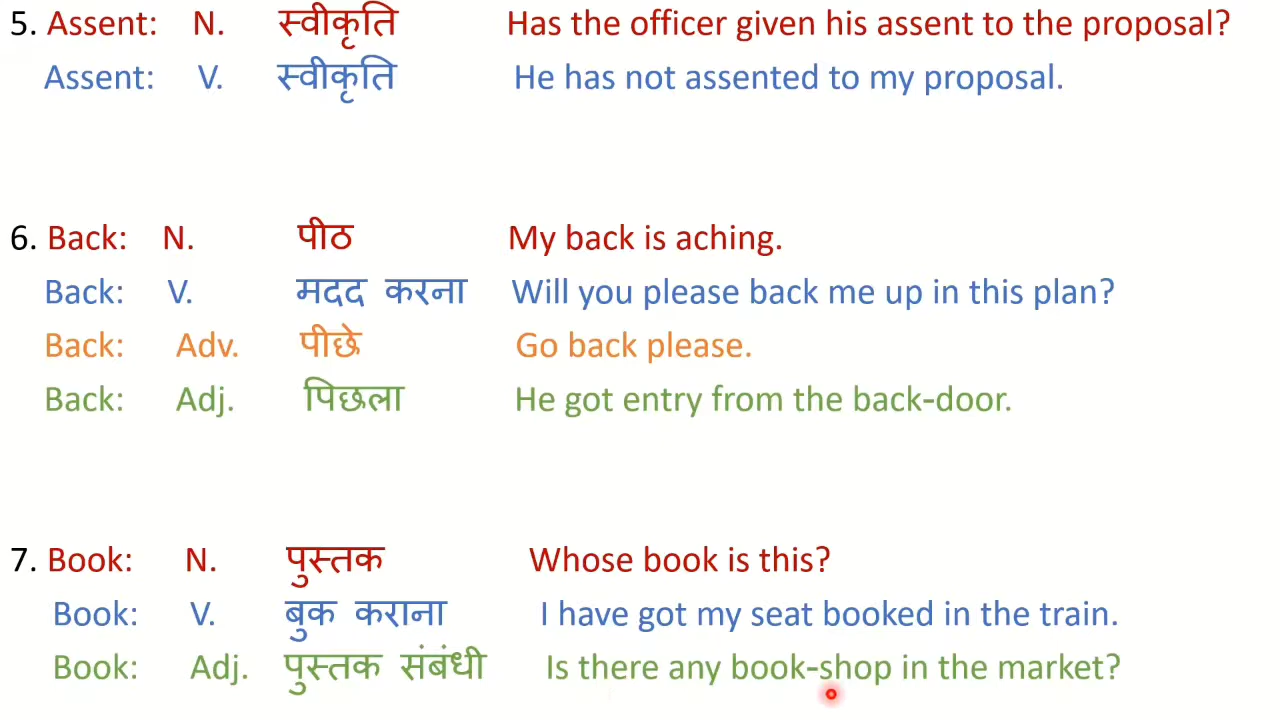 5. Assent: N. स्वीकृति Has the officer given his assent to the proposal?
Assent: V. स्वीकृति He has not assented to my proposal.
6. Back: N. पीठ My back is aching.
Back: V. मदद करना Will you please back me up in this plan?
Back: Adv. पीछे Go back please.
Back: Adj. पिछला He got entry from the back-door.
7. Book: N. पुस्तक Whose book is this?
Book: V. बुक कराना I have got my seat booked in the train.
Book: Adj. पुस्तक संबंधी Is there any book-shop in the market?